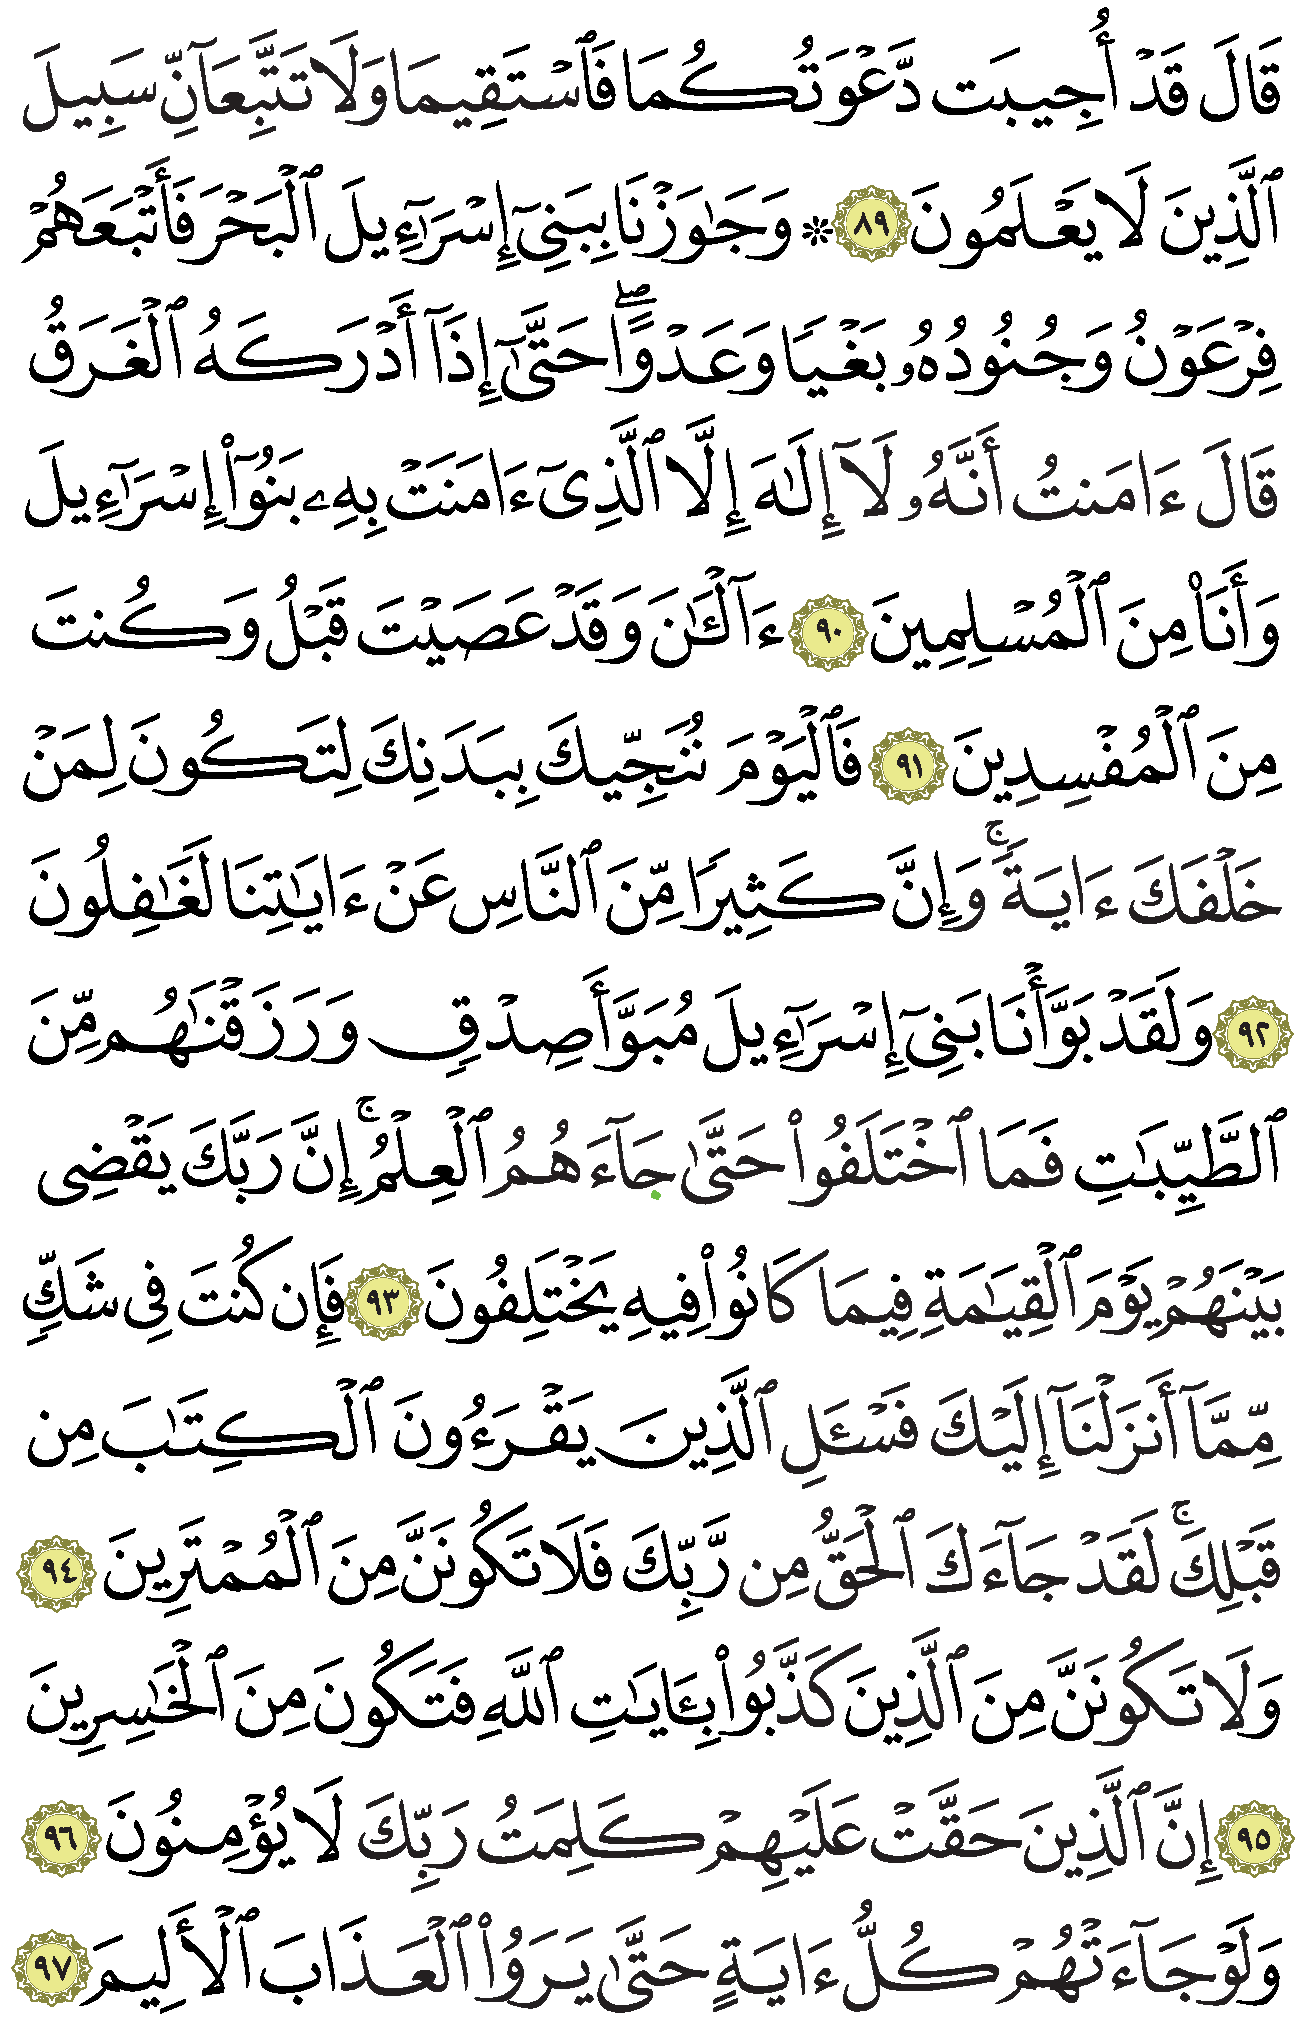 قَالَ قَدۡ أُجِيبَت دَّعۡوَتُكُمَا فَٱسۡتَقِيمَا وَلَا تَتَّبِعَآنِّ سَبِيلَ
ٱلَّذِينَ لَا يَعۡلَمُونَ ٨٩ ۞ وَجَٰوَزۡنَا بِبَنِيٓ إِسۡرَٰٓءِيلَ ٱلۡبَحۡرَ فَأَتۡبَعَهُمۡ
فِرۡعَوۡنُ وَجُنُودُهُۥ بَغۡيٗا وَعَدۡوًاۖ حَتَّىٰٓ إِذَآ أَدۡرَكَهُ ٱلۡغَرَقُ
قَالَ ءَامَنتُ أَنَّهُۥ لَآ إِلَٰهَ إِلَّا ٱلَّذِيٓ ءَامَنَتۡ بِهِۦ بَنُوٓاْ إِسۡرَٰٓءِيلَ
وَأَنَا۠ مِنَ ٱلۡمُسۡلِمِينَ ٩٠ ءَآلۡـَٰٔنَ وَقَدۡ عَصَيۡتَ قَبۡلُ وَكُنتَ
مِنَ ٱلۡمُفۡسِدِينَ ٩١ فَٱلۡيَوۡمَ نُنَجِّيكَ بِبَدَنِكَ لِتَكُونَ لِمَنۡ
خَلۡفَكَ ءَايَةٗۚ وَإِنَّ كَثِيرٗا مِّنَ ٱلنَّاسِ عَنۡ ءَايَٰتِنَا لَغَٰفِلُونَ
٩٢ وَلَقَدۡ بَوَّأۡنَا بَنِيٓ إِسۡرَٰٓءِيلَ مُبَوَّأَ صِدۡقٖ وَرَزَقۡنَٰهُم مِّنَ
ٱلطَّيِّبَٰتِ فَمَا ٱخۡتَلَفُواْ حَتَّىٰ جَآءَهُمُ ٱلۡعِلۡمُۚ إِنَّ رَبَّكَ يَقۡضِي
بَيۡنَهُمۡ يَوۡمَ ٱلۡقِيَٰمَةِ فِيمَا كَانُواْ فِيهِ يَخۡتَلِفُونَ ٩٣ فَإِن كُنتَ فِي شَكّٖ
مِّمَّآ أَنزَلۡنَآ إِلَيۡكَ فَسۡـَٔلِ ٱلَّذِينَ يَقۡرَءُونَ ٱلۡكِتَٰبَ مِن
قَبۡلِكَۚ لَقَدۡ جَآءَكَ ٱلۡحَقُّ مِن رَّبِّكَ فَلَا تَكُونَنَّ مِنَ ٱلۡمُمۡتَرِينَ ٩٤
وَلَا تَكُونَنَّ مِنَ ٱلَّذِينَ كَذَّبُواْ بِـَٔايَٰتِ ٱللَّهِ فَتَكُونَ مِنَ ٱلۡخَٰسِرِينَ
٩٥ إِنَّ ٱلَّذِينَ حَقَّتۡ عَلَيۡهِمۡ كَلِمَتُ رَبِّكَ لَا يُؤۡمِنُونَ ٩٦
وَلَوۡ جَآءَتۡهُمۡ كُلُّ ءَايَةٍ حَتَّىٰ يَرَوُاْ ٱلۡعَذَابَ ٱلۡأَلِيمَ ٩٧